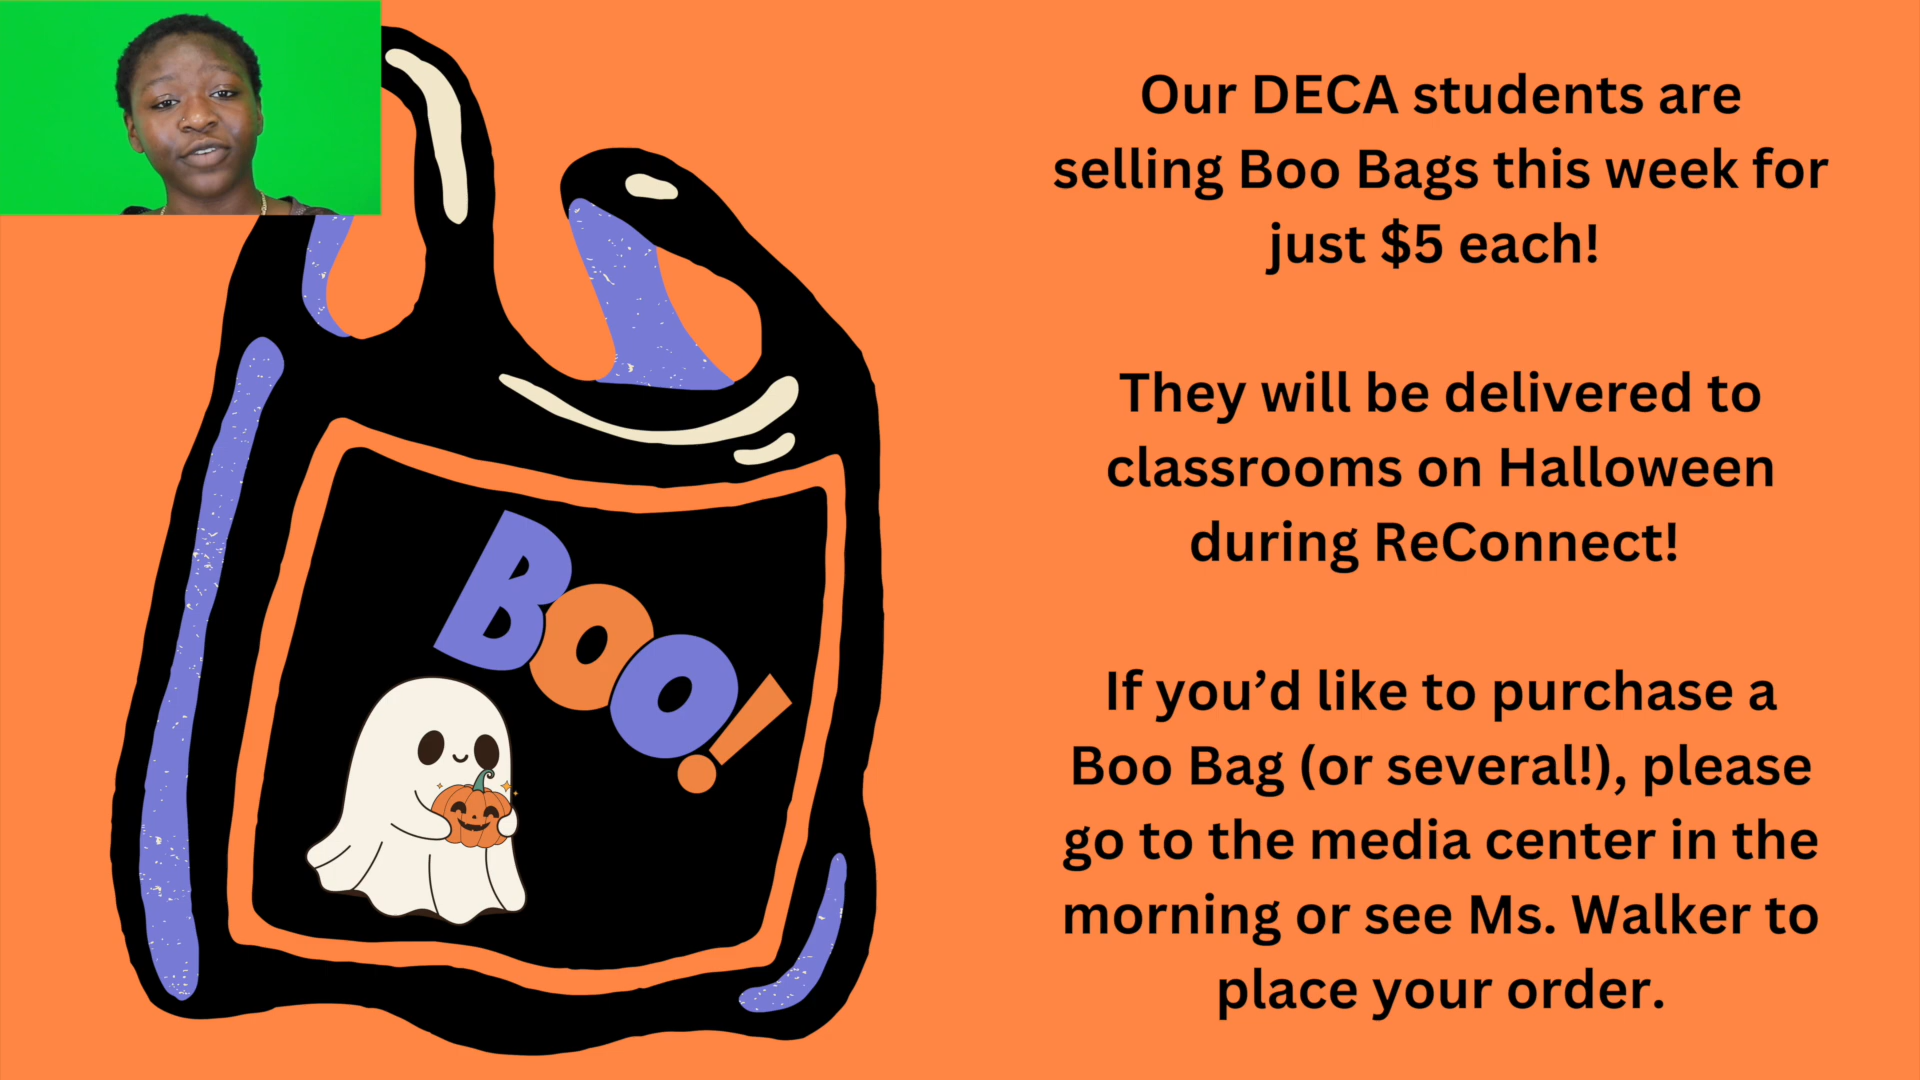 Our DECA students are
selling Boo Bags this week for
just $5 each!
They will be delivered to
classrooms on Halloween
during ReConnect!
If you’d like to purchase a
Boo Bag (or several!), please
go to the media center in the
morning or see Ms. Walker to
place your order.
BOO!